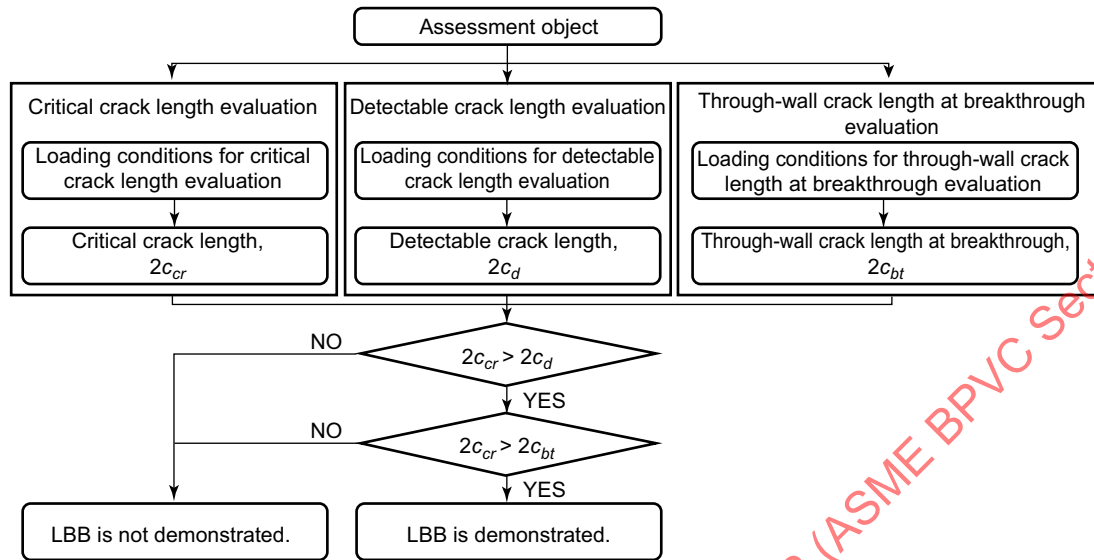 Assessment object
Critical crack length evaluation
Loading conditions for critical
crack length evaluation
Critical crack length,
2c_cr
Detectable crack length evaluation
Loading conditions for detectable
crack length evaluation
Detectable crack length,
2c_d
Through-wall crack length at breakthrough
evaluation
Loading conditions for through-wall crack
length at breakthrough evaluation
Through-wall crack length at breakthrough,
2c_bt
NO
2c_cr > 2c_d
YES
NO
2c_cr > 2c_bt
YES
LBB is not demonstrated.
LBB is demonstrated.
(ASME BPVC